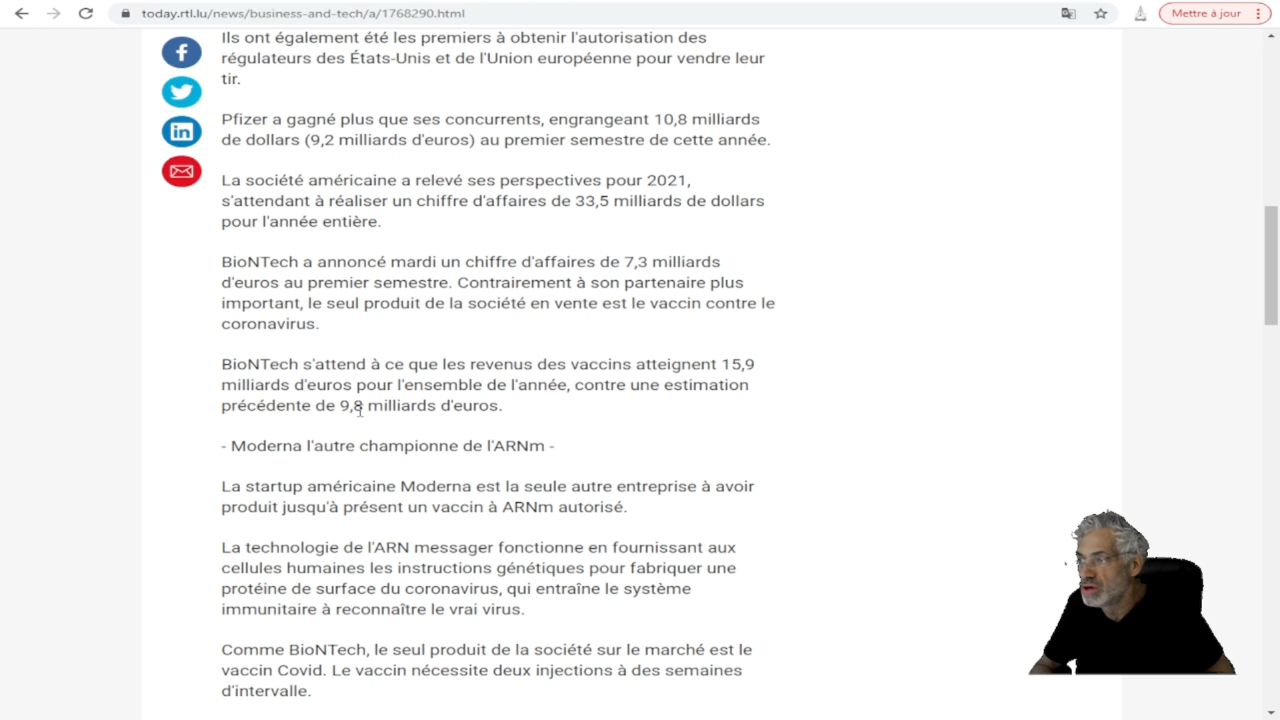 today.rtl.lu/news/business-and-tech/a/1768290.html
Mettre à jour
Ils ont également été les premiers à obtenir l'autorisation des
régulateurs des États-Unis et de l'Union européenne pour vendre leur
tir.
Pfizer a gagné plus que ses concurrents, engrangeant 10,8 milliards
de dollars (9,2 milliards d'euros) au premier semestre de cette année.
La société américaine a relevé ses perspectives pour 2021,
s'attendant à réaliser un chiffre d'affaires de 33,5 milliards de dollars
pour l'année entière.
BioNTech a annoncé mardi un chiffre d'affaires de 7,3 milliards
d'euros au premier semestre. Contrairement à son partenaire plus
important, le seul produit de la société en vente est le vaccin contre le
coronavirus.
BioNTech s'attend à ce que les revenus des vaccins atteignent 15,9
milliards d'euros pour l'ensemble de l'année, contre une estimation
précédente de 9,8 milliards d'euros.
- Moderna l'autre championne de l'ARNm -
La startup américaine Moderna est la seule autre entreprise à avoir
produit jusqu'à présent un vaccin à ARNm autorisé.
La technologie de l'ARN messager fonctionne en fournissant aux
cellules humaines les instructions génétiques pour fabriquer une
protéine de surface du coronavirus, qui entraîne le système
immunitaire à reconnaître le vrai virus.
Comme BioNTech, le seul produit de la société sur le marché est le
vaccin Covid. Le vaccin nécessite deux injections à des semaines
d'intervalle.